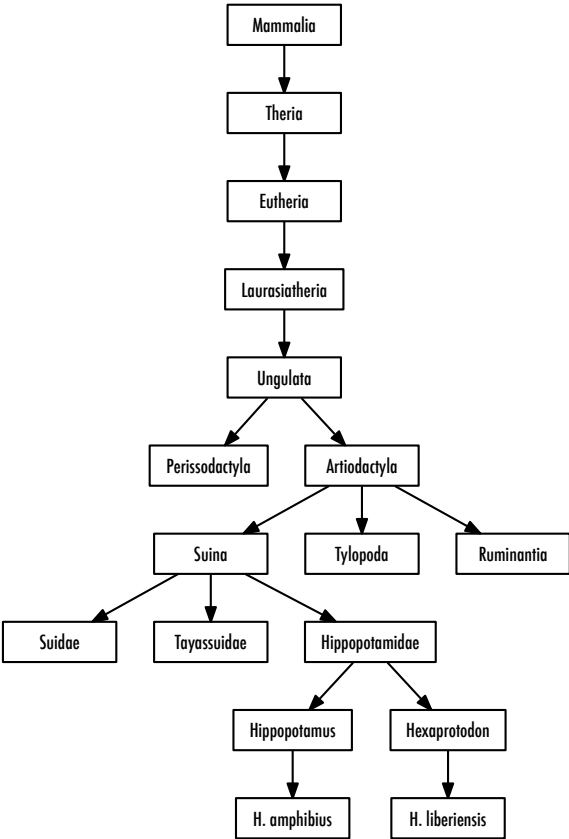 Mammalia
Theria
Eutheria
Laurasiatheria
Ungulata
Perissodactyla
Artiodactyla
Suina
Tylopoda
Ruminantia
Suidae
Tayassuidae
Hippopotamidae
Hippopotamus
Hexaprotodon
H. amphibius
H. liberiensis